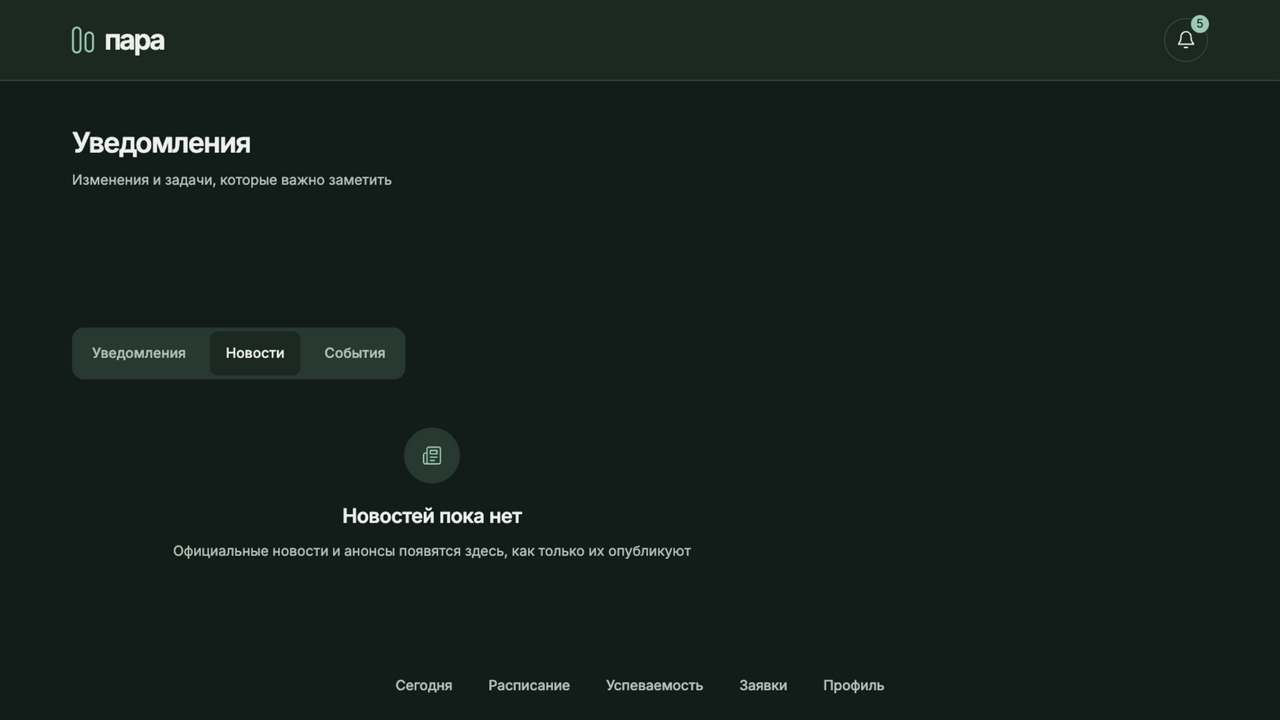 пара
5
Уведомления
Изменения и задачи, которые важно заметить
Уведомления
Новости
События
Новостей пока нет
Официальные новости и анонсы появятся здесь, как только их опубликуют
Сегодня
Расписание
Успеваемость
Заявки
Профиль